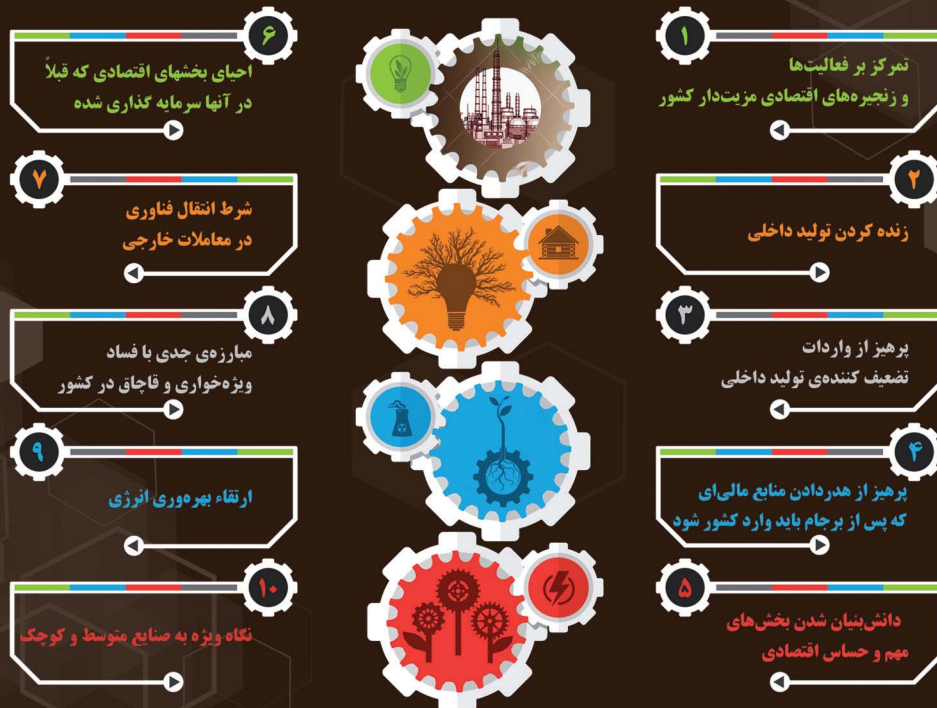 ۱
تمرکز بر فعالیت‌ها
و زنجیره‌های اقتصادی مزیت‌دار کشور
۲
زنده کردن تولید داخلی
۳
پرهیز از واردات
تضعیف کننده‌ی تولید داخلی
۴
پرهیز از هدردادن منابع مالی‌ای
که پس از برجام باید وارد کشور شود
۵
دانش‌بنیان شدن بخش‌های
مهم و حساس اقتصادی
۶
احیای بخشهای اقتصادی که قبلاً
در آنها سرمایه گذاری شده
۷
شرط انتقال فناوری
در معاملات خارجی
۸
مبارزه‌ی جدی با فساد
ویژه‌خواری و قاچاق در کشور
۹
ارتقاء بهره‌وری انرژی
۱۰
نگاه ویژه به صنایع متوسط و کوچک